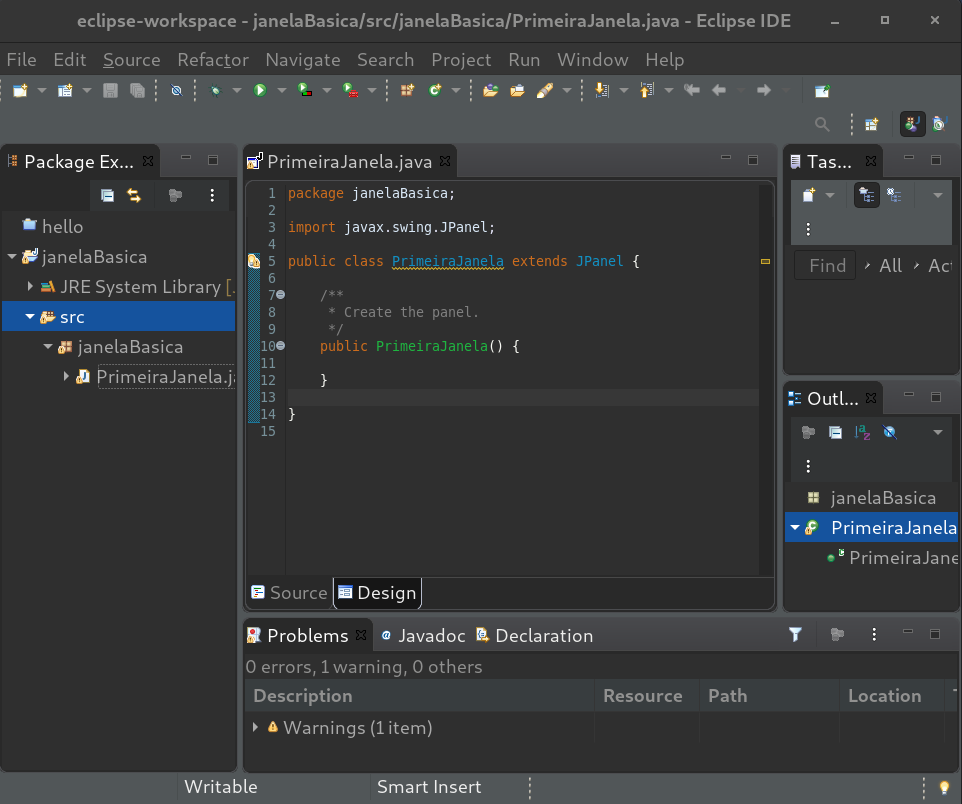 eclipse-workspace - janelaBasica/src/janelaBasica/PrimeiraJanela.java - Eclipse IDE
File Edit Source Refactor Navigate Search Project Run Window Help
Package Ex...
hello
janelaBasica
JRE System Library [
src
janelaBasica
PrimeiraJanela.ja
PrimeiraJanela.java
1 package janelaBasica;
2
3 import javax.swing.JPanel;
4
5 public class PrimeiraJanela extends JPanel {
6
7 /**
8 * Create the panel.
9 */
10 public PrimeiraJanela() {
11
12 }
13
14 }
15
Source Design
Tas...
Find All Act
Outl...
janelaBasica
PrimeiraJanela
PrimeiraJane
Problems @ Javadoc Declaration
0 errors, 1 warning, 0 others
Description Resource Path Location
Warnings (1 item)
Writable Smart Insert